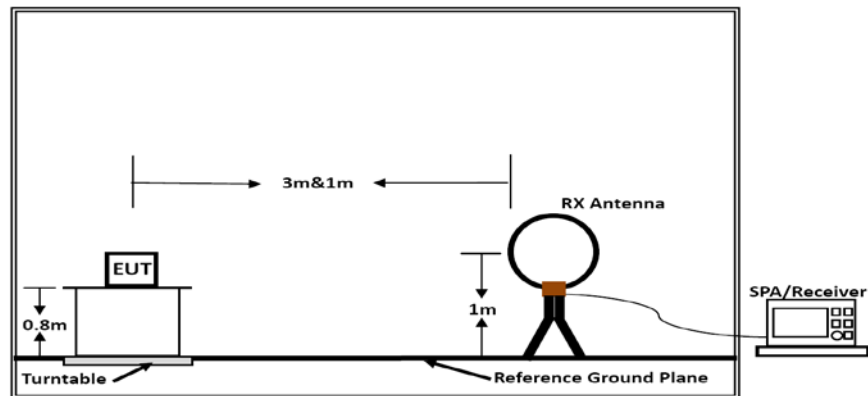 3m&1m
RX Antenna
EUT
SPA/Receiver
0.8m
1m
Turntable
Reference Ground Plane